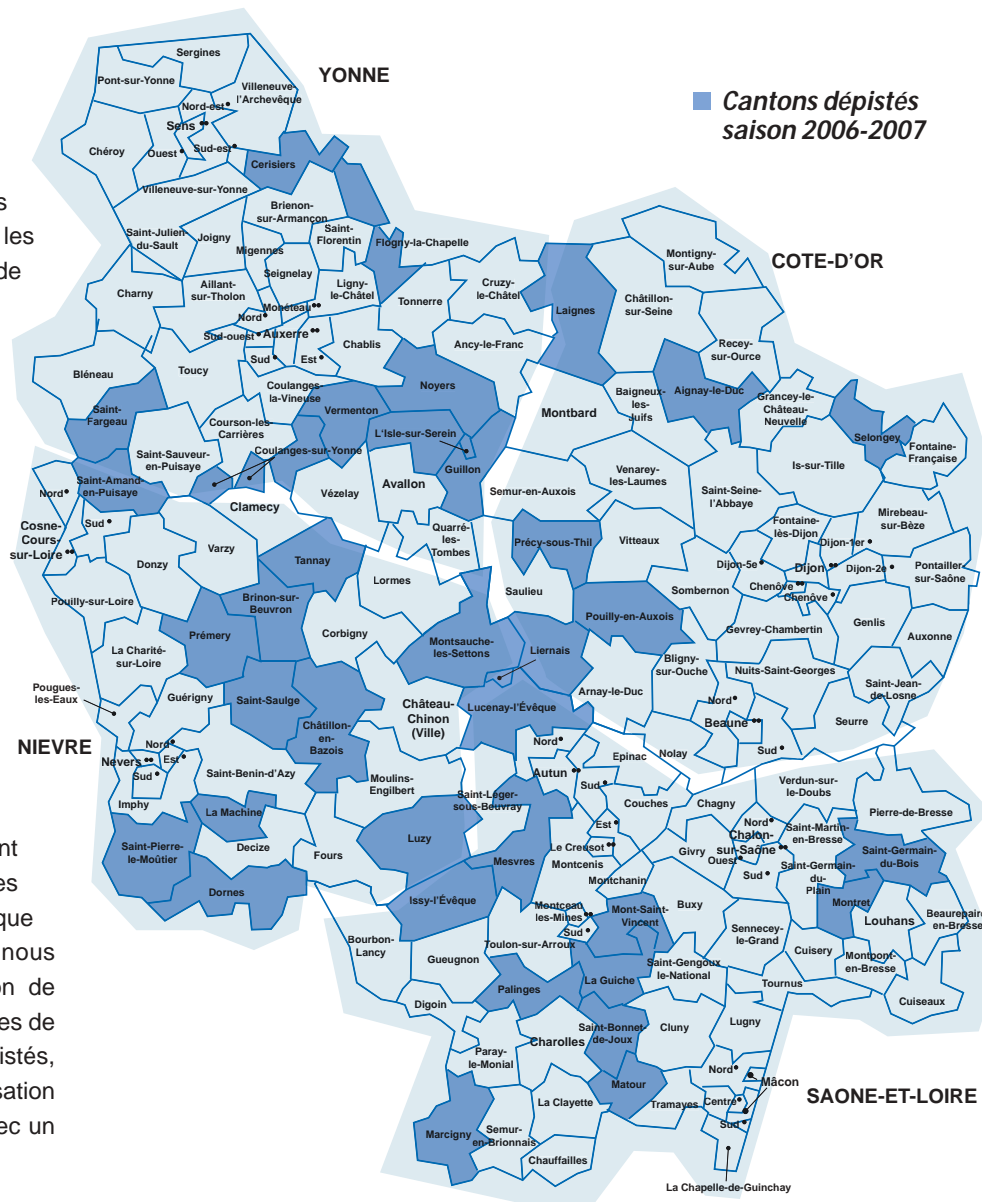 YONNE
Cantons dépistés
saison 2006-2007
Sergines
Pont-sur-Yonne
Villeneuve-
l'Archevêque
Nord-est
Sens
Chéroy
Ouest
Sud-est
Cerisiers
Villeneuve-sur-Yonne
Brienon-
sur-Armançon
Saint-Julien-
du-Sault
Joigny
Migennes
Saint-
Florentin
Flogny-la-Chapelle
Seignelay
Charny
Aillant-
sur-Tholon
Ligny-
le-Châtel
Tonnerre
Cruzy-
le-Châtel
Monéteau
Nord
Auxerre
Sud-ouest
Chablis
Ancy-le-Franc
Sud
Est
Bléneau
Toucy
Coulanges-
la-Vineuse
Noyers
Vermenton
Saint-
Fargeau
Courson-les-
Carrières
L'Isle-sur-Serein
Saint-Sauveur-
en-Puisaye
Coulanges-sur-Yonne
Guillon
Avallon
Vézelay
Quarré-
les-
Tombes
COTE-D'OR
Montigny-
sur-Aube
Laignes
Châtillon-
sur-Seine
Recey-
sur-Ource
Aignay-le-Duc
Baigneux-
les-
Juifs
Grancey-le-
Château-
Neuvelle
Selongey
Montbard
Fontaine-
Française
Is-sur-Tille
Venarey-
les-Laumes
Semur-en-Auxois
Saint-Seine-
l'Abbaye
Mirebeau-
sur-Bèze
Fontaine-
lès-Dijon
Dijon-1er
Précy-sous-Thil
Vitteaux
Dijon-5e
Dijon
Dijon-2e
Pontailler-
sur-Saône
Chenôve
Chenôve
Sombernon
Saulieu
Pouilly-en-Auxois
Genlis
Gevrey-Chambertin
Auxonne
Liernais
Bligny-
sur-Ouche
Nuits-Saint-Georges
Saint-Jean-
de-Losne
Arnay-le-Duc
Nord
Beaune
Seurre
Sud
Nolay
NIEVRE
Saint-Amand-
en-Puisaye
Nord
Clamecy
Sud
Cosne-
Cours-
sur-Loire
Varzy
Tannay
Donzy
Lormes
Brinon-sur-
Beuvron
Pouilly-sur-Loire
Corbigny
Prémery
Montsauche-
les-Settons
La Charité-
sur-Loire
Pougues-
les-Eaux
Guérigny
Saint-Saulge
Château-
Chinon
(Ville)
Châtillon-
en-
Bazois
Nord
Nevers
Est
Sud
Saint-Benin-d'Azy
Moulins-
Engilbert
Imphy
La Machine
Saint-Pierre-
le-Moûtier
Decize
Fours
Luzy
Dornes
SAONE-ET-LOIRE
Lucenay-l'Évêque
Nord
Autun
Epinac
Sud
Couches
Chagny
Verdun-sur-
le-Doubs
Saint-Léger-
sous-Beuvray
Pierre-de-Bresse
Est
Nord
Chalon-
sur-Saône
Saint-Martin-
en-Bresse
Le Creusot
Givry
Ouest
Saint-Germain-
du-Bois
Mesvres
Montcenis
Sud
Saint-Germain-
du-
Plain
Montchanin
Issy-l'Évêque
Buxy
Montret
Montceau-
les-Mines
Mont-Saint-
Vincent
Louhans
Beaurepaire-
en-Bresse
Sud
Sennecey-
le-Grand
Bourbon-
Lancy
Toulon-sur-Arroux
Cuisery
Montpont-
en-Bresse
Gueugnon
Saint-Gengoux-
le-National
La Guiche
Tournus
Palinges
Cuiseaux
Digoin
Lugny
Saint-Bonnet-
de-Joux
Cluny
Charolles
Paray-
le-Monial
Nord
Mâcon
Matour
Centre
La Clayette
Tramayes
Sud
Marcigny
Semur-
en-Brionnais
Chauffailles
La Chapelle-de-Guinchay
s
les
de
nt
es
que
nous
on de
es de
istés,
sation
ec un